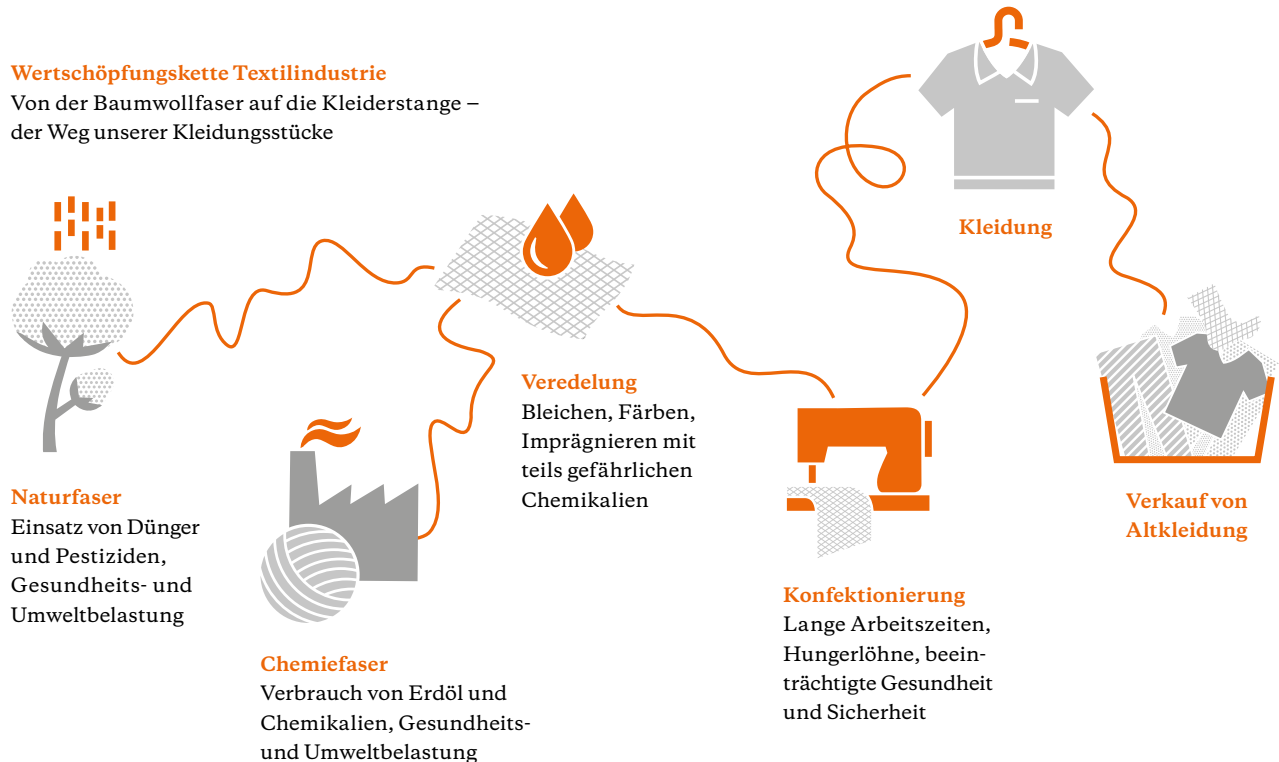 Wertschöpfungskette Textilindustrie
Von der Baumwollfaser auf die Kleiderstange –
der Weg unserer Kleidungsstücke
Kleidung
Veredelung
Bleichen, Färben,
Imprägnieren mit
teils gefährlichen
Chemikalien
Naturfaser
Einsatz von Dünger
und Pestiziden,
Gesundheits- und
Umweltbelastung
Verkauf von
Altkleidung
Konfektionierung
Lange Arbeitszeiten,
Hungerlöhne, beein-
trächtigte Gesundheit
und Sicherheit
Chemiefaser
Verbrauch von Erdöl und
Chemikalien, Gesundheits-
und Umweltbelastung